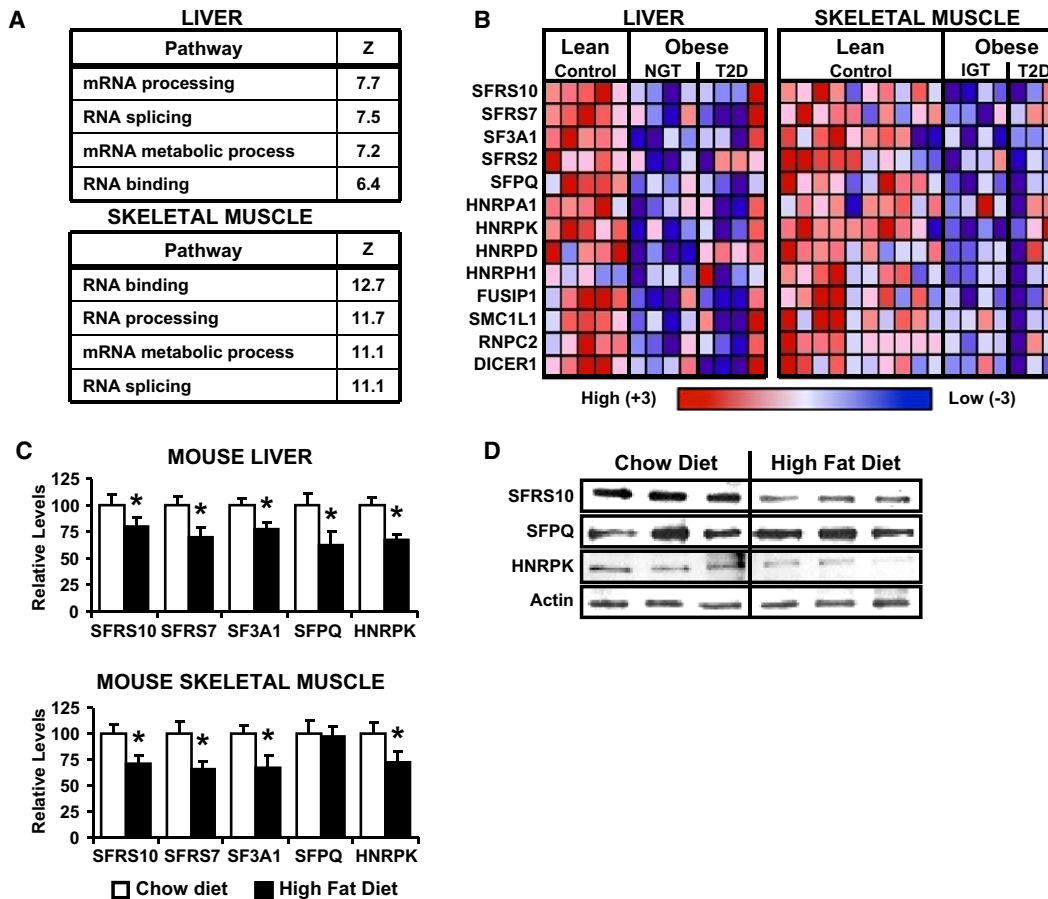 A
LIVER
Pathway Z
mRNA processing 7.7
RNA splicing 7.5
mRNA metabolic process 7.2
RNA binding 6.4
SKELETAL MUSCLE
Pathway Z
RNA binding 12.7
RNA processing 11.7
mRNA metabolic process 11.1
RNA splicing 11.1
B
LIVER SKELETAL MUSCLE
Lean Obese Lean Obese
Control NGT T2D Control IGT T2D
SFRS10
SFRS7
SF3A1
SFRS2
SFPQ
HNRPA1
HNRPK
HNRPD
HNRPH1
FUSIP1
SMC1L1
RNPC2
DICER1
High (+3) Low (-3)
C
MOUSE LIVER
Relative Levels
125
100
75
50
25
0
* * * * *
SFRS10 SFRS7 SF3A1 SFPQ HNRPK
MOUSE SKELETAL MUSCLE
Relative Levels
125
100
75
50
25
0
* * * *
SFRS10 SFRS7 SF3A1 SFPQ HNRPK
Chow diet High Fat Diet
D
Chow Diet High Fat Diet
SFRS10
SFPQ
HNRPK
Actin